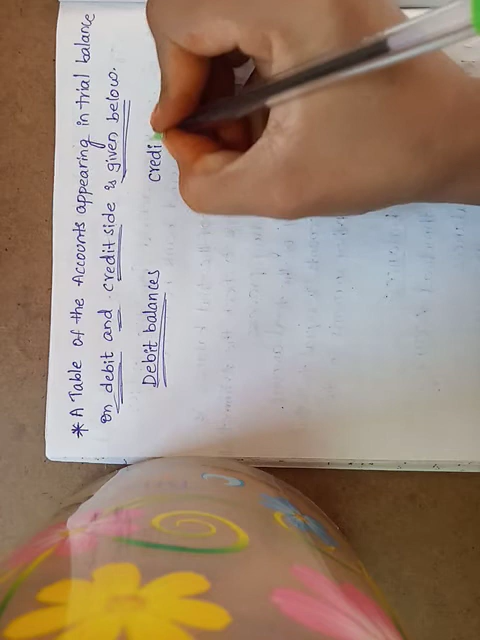 * A Table of the Accounts appearing in trial balance
on debit and credit side is given below.
Debit balances credi